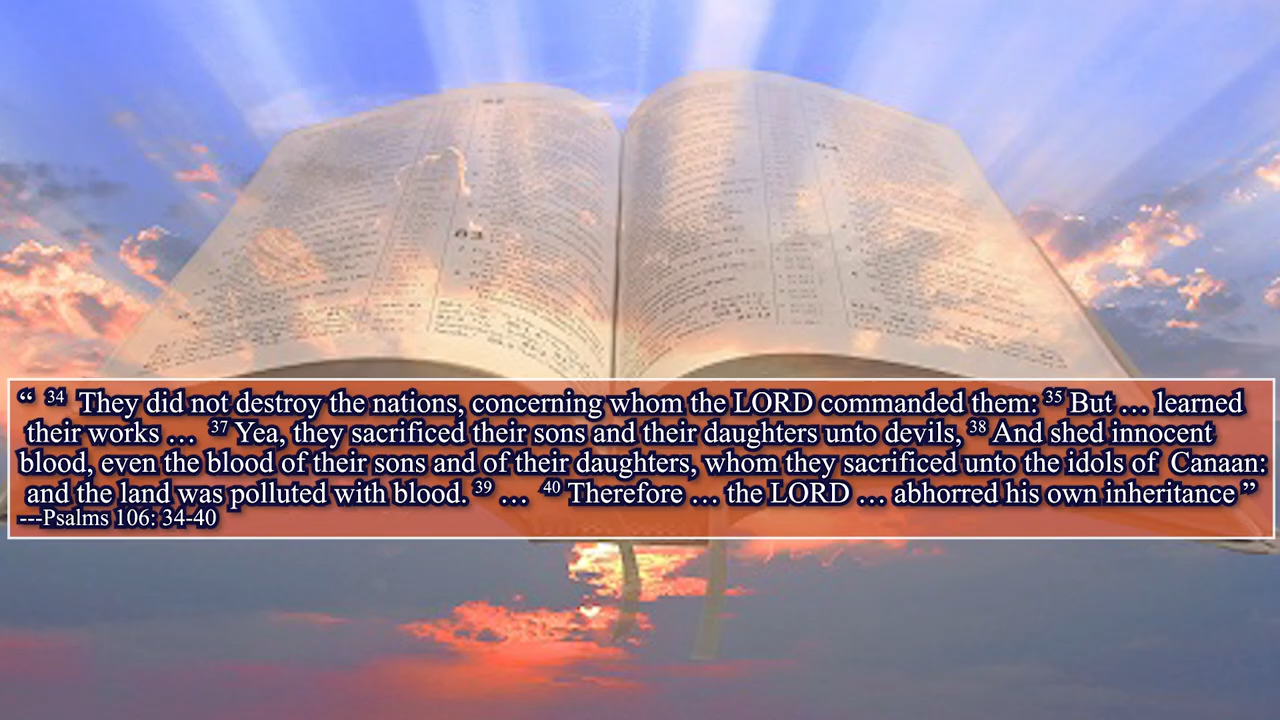 “ 34 They did not destroy the nations, concerning whom the LORD commanded them: 35 But … learned
their works … 37 Yea, they sacrificed their sons and their daughters unto devils, 38 And shed innocent
blood, even the blood of their sons and of their daughters, whom they sacrificed unto the idols of Canaan:
and the land was polluted with blood. 39 … 40 Therefore … the LORD … abhorred his own inheritance ”
---Psalms 106: 34-40